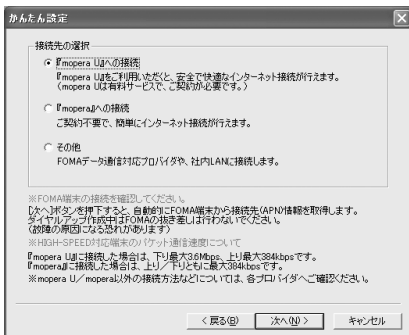 かんたん設定
接続先の選択
『mopera U』への接続
『mopera U』をご利用いただくと、安全で快適なインターネット接続が行えます。
(mopera Uは有料サービスで、ご契約が必要です。)
『mopera』への接続
ご契約不要で、簡単にインターネット接続が行えます。
その他
FOMAデータ通信対応プロバイダや、社内LANに接続します。
※FOMA端末の接続を確認してください。
[次へ]ボタンを押下すると、自動的にFOMA端末から接続先(APN)情報を取得します。
ダイヤルアップ作成中はFOMAの抜き差しは行わないでください。
(故障の原因になる恐れがあります)
※HIGH-SPEED対応端末のパケット通信速度について
『mopera U』に接続した場合は、下り最大3.6Mbps、上り最大384kbpsです。
『mopera』に接続した場合は、上り/下りともに最大384kbpsです。
※mopera U/mopera以外の接続方法などについては、各プロバイダへご確認ください。
< 戻る(B)
次へ(N) >
キャンセル